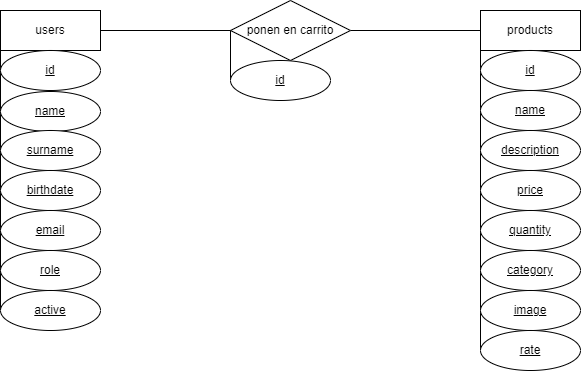 users
id
name
surname
birthdate
email
role
active
ponen en carrito
id
products
id
name
description
price
quantity
category
image
rate